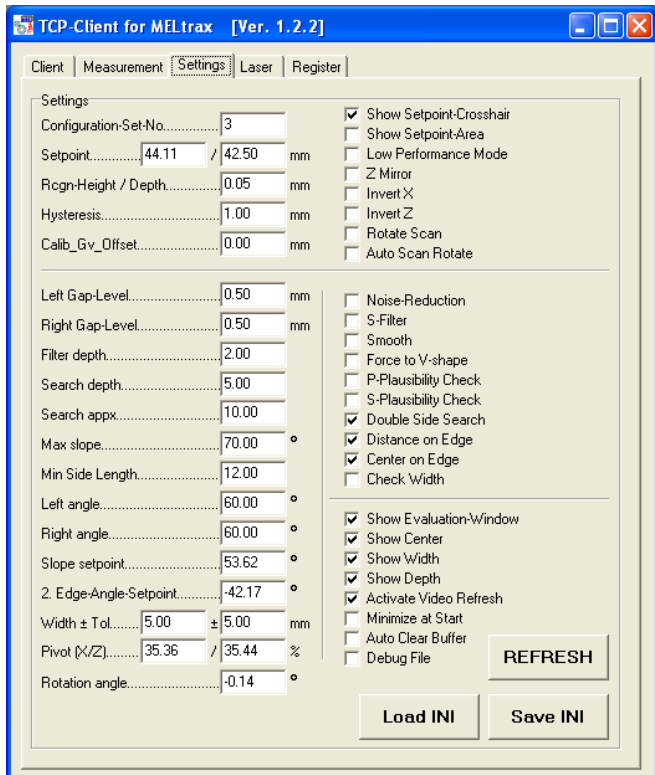 TCP-Client for MELtrax [Ver. 1.2.2]
Client Measurement Settings Laser Register
Settings
Configuration-Set-No.............. 3
Setpoint............. 44.11 / 42.50 mm
Rcgn-Height / Depth............. 0.05 mm
Hysteresis............................. 1.00 mm
Calib_Gv_Offset.................... 0.00 mm
Show Setpoint-Crosshair
Show Setpoint-Area
Low Performance Mode
Z Mirror
Invert X
Invert Z
Rotate Scan
Auto Scan Rotate
Left Gap-Level....................... 0.50 mm
Right Gap-Level..................... 0.50 mm
Filter depth............................. 2.00
Search depth......................... 5.00
Search appx.......................... 10.00
Max slope.............................. 70.00 °
Min Side Length..................... 12.00
Left angle............................... 60.00 °
Right angle............................. 60.00 °
Slope setpoint........................ 53.62 °
2. Edge-Angle-Setpoint.......... -42.17 °
Width ± Tol....... 5.00 ± 5.00 mm
Pivot (X/Z)........ 35.36 / 35.44 %
Rotation angle....................... -0.14 °
Noise-Reduction
S-Filter
Smooth
Force to V-shape
P-Plausibility Check
S-Plausibility Check
Double Side Search
Distance on Edge
Center on Edge
Check Width
Show Evaluation-Window
Show Center
Show Width
Show Depth
Activate Video Refresh
Minimize at Start
Auto Clear Buffer
Debug File
REFRESH
Load INI
Save INI